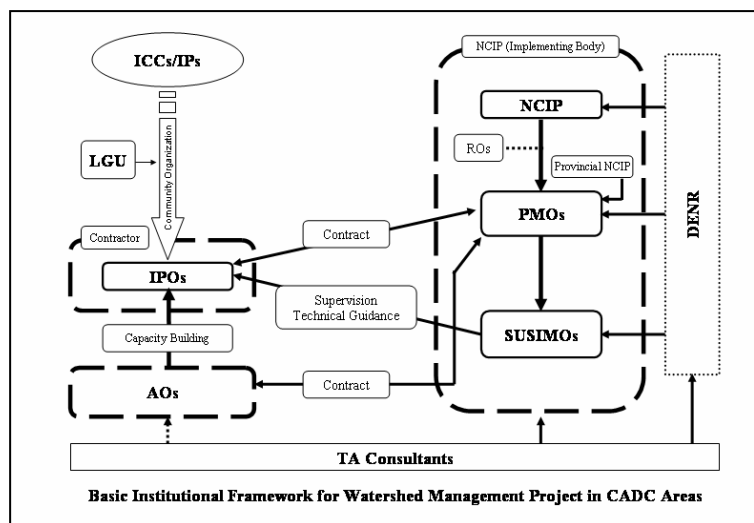 ICCs/IPs
NCIP (Implementing Body)
NCIP
LGU
Community Organization
ROs
Provincial NCIP
DENR
PMOs
Contractor
Contract
IPOs
Supervision
Technical Guidance
Capacity Building
SUSIMOs
AOs
Contract
TA Consultants
Basic Institutional Framework for Watershed Management Project in CADC Areas